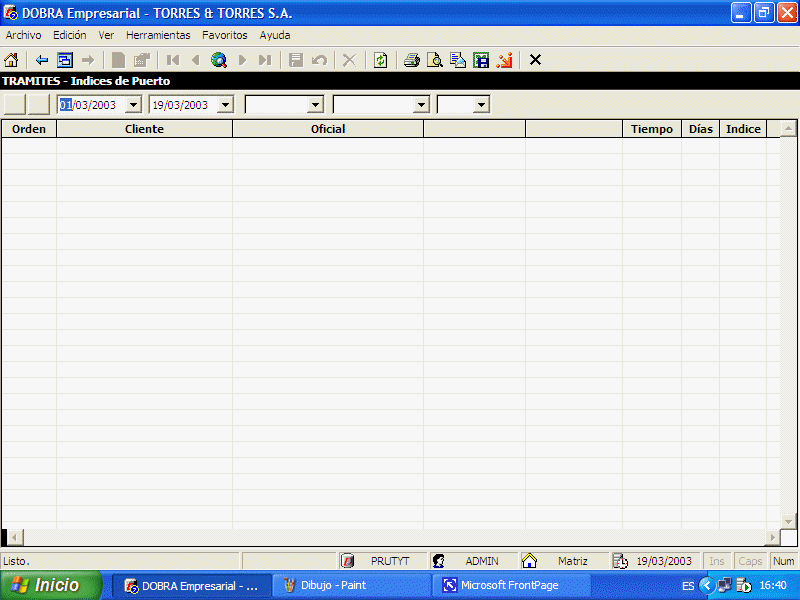 DOBRA Empresarial - TORRES & TORRES S.A.
Archivo Edición Ver Herramientas Favoritos Ayuda
TRAMITES - Indices de Puerto
01/03/2003 19/03/2003
Orden Cliente Oficial Tiempo Días Indice
Listo. PRUTYT ADMIN Matriz 19/03/2003 Ins Caps Num
Inicio DOBRA Empresarial - ... Dibujo - Paint Microsoft FrontPage ES 16:40